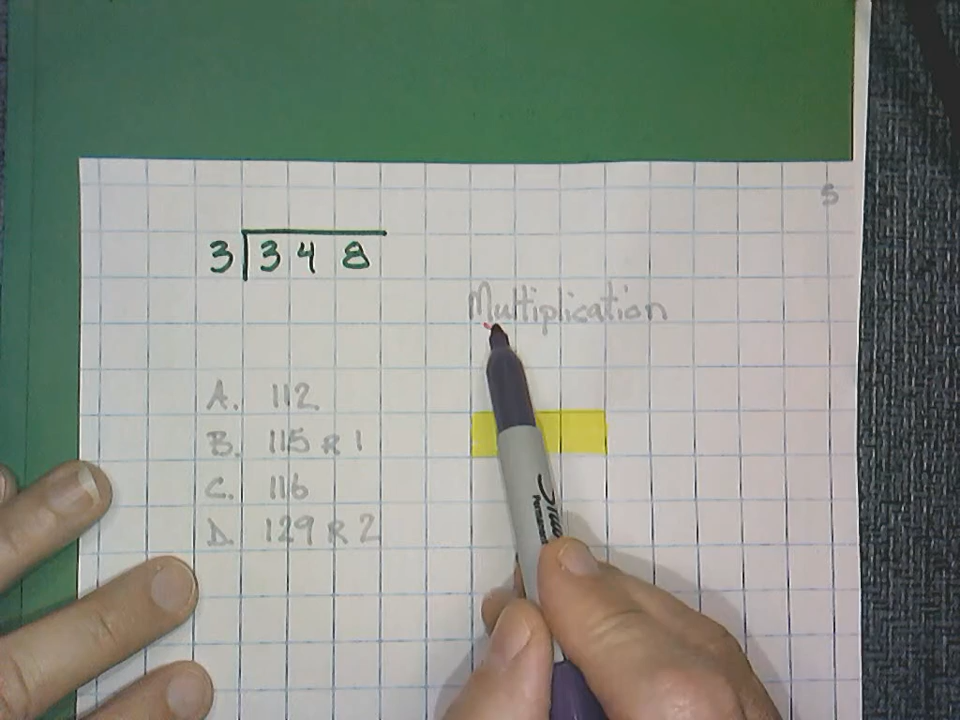 5
3 348
Multiplication
A. 112
B. 115 R 1
C. 116
D. 129 R 2